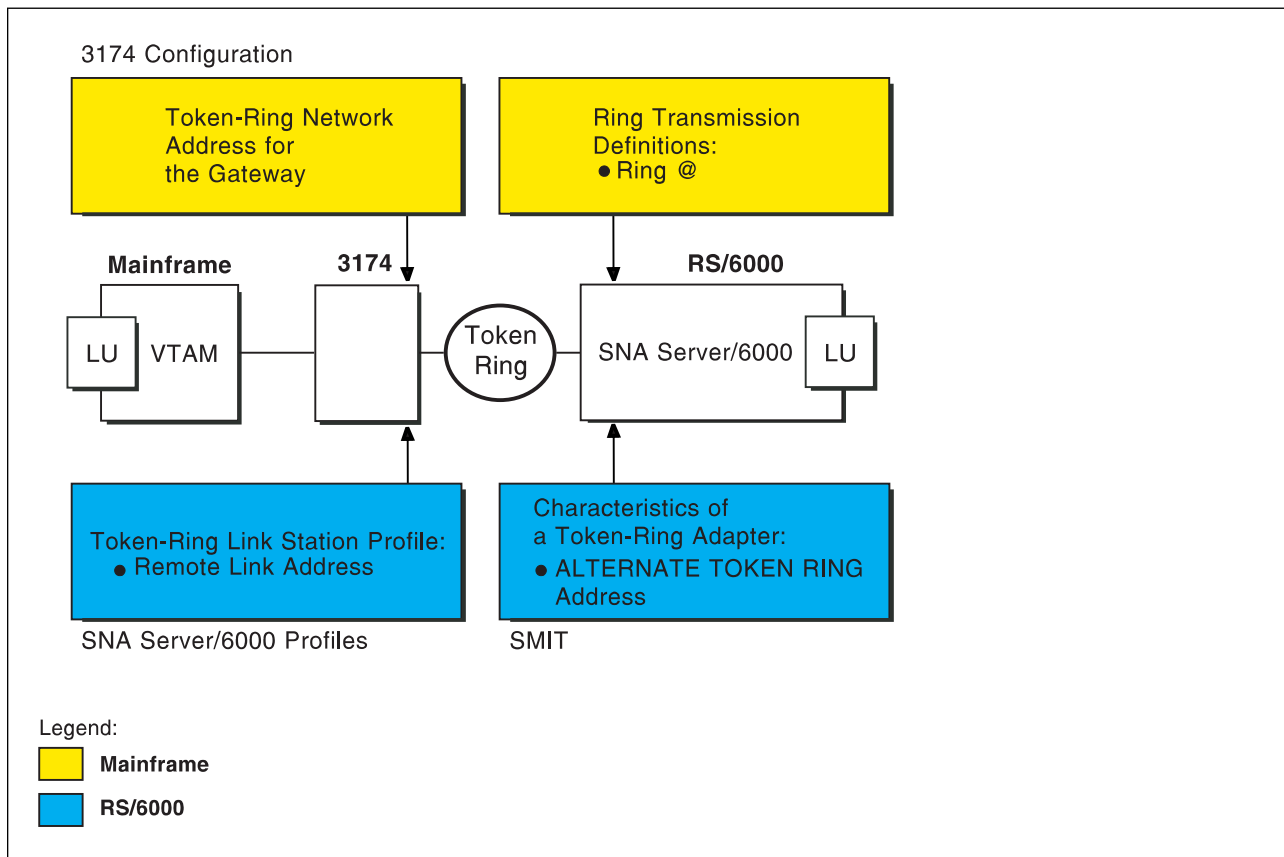 3174 Configuration
Token-Ring Network
Address for
the Gateway
Ring Transmission
Definitions:
● Ring @
Mainframe
3174
RS/6000
LU
VTAM
Token
Ring
SNA Server/6000
LU
Token-Ring Link Station Profile:
● Remote Link Address
Characteristics of
a Token-Ring Adapter:
● ALTERNATE TOKEN RING
Address
SNA Server/6000 Profiles
SMIT
Legend:
Mainframe
RS/6000